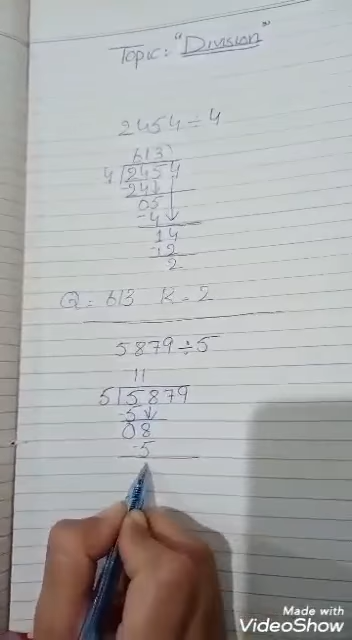 Topic: "Division"
2454 ÷ 4
613
4 2454
-24
05
-4
14
-12
2
Q = 613 R = 2
5879 ÷ 5
11
5 5879
-5
08
-5
Made with
VideoShow